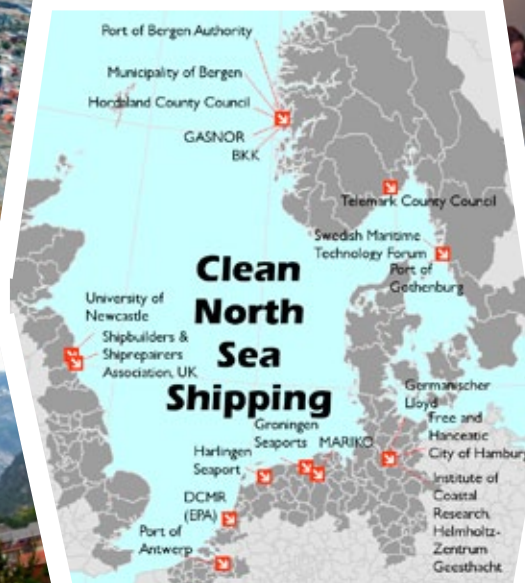 Port of Bergen Authority
Municipality of Bergen
Hordaland County Council
GASNOR
BKK
Telemark County Council
Swedish Maritime
Technology Forum
Port of
Gothenburg
Clean
North
Sea
Shipping
University of
Newcastle
Shipbuilders &
Shiprepairers
Association, UK
Germanischer
Lloyd
Free and
Hanceatic
City of Hamburg
Groningen
Seaports
MARIKO
Harlingen
Seaport
Institute of
Coastal
Research,
Helmholtz-
Zentrum
Geesthacht
DCMR
(EPA)
Port of
Antwerp